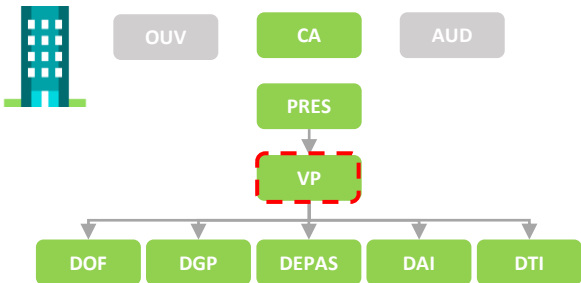 OUV CA AUD
PRES
VP
DOF DGP DEPAS DAI DTI